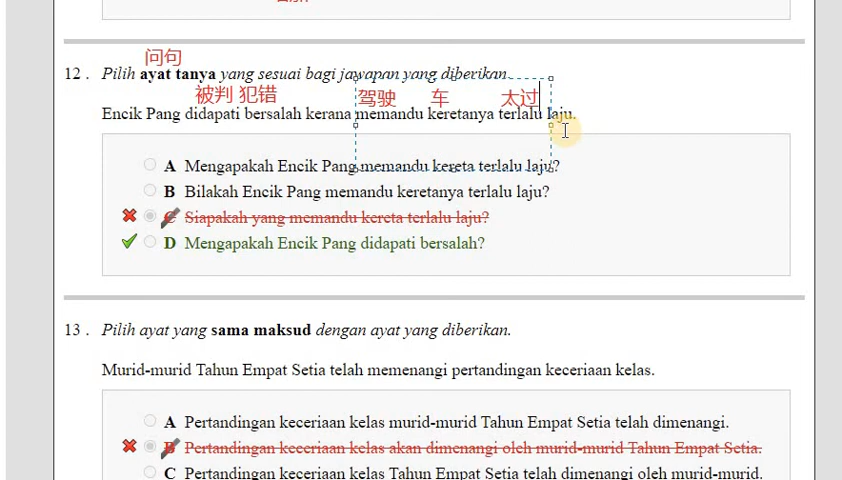 问句
12 . Pilih ayat tanya yang sesuai bagi jawapan yang diberikan.
被判 犯错 驾驶 车 太过
Encik Pang didapati bersalah kerana memandu keretanya terlalu laju.
A Mengapakah Encik Pang memandu kereta terlalu laju?
B Bilakah Encik Pang memandu keretanya terlalu laju?
C Siapakah yang memandu kereta terlalu laju?
D Mengapakah Encik Pang didapati bersalah?
13 . Pilih ayat yang sama maksud dengan ayat yang diberikan.
Murid-murid Tahun Empat Setia telah memenangi pertandingan keceriaan kelas.
A Pertandingan keceriaan kelas murid-murid Tahun Empat Setia telah dimenangi.
B Pertandingan keceriaan kelas akan dimenangi oleh murid-murid Tahun Empat Setia.
C Pertandingan keceriaan kelas Tahun Empat Setia telah dimenangi oleh murid-murid.